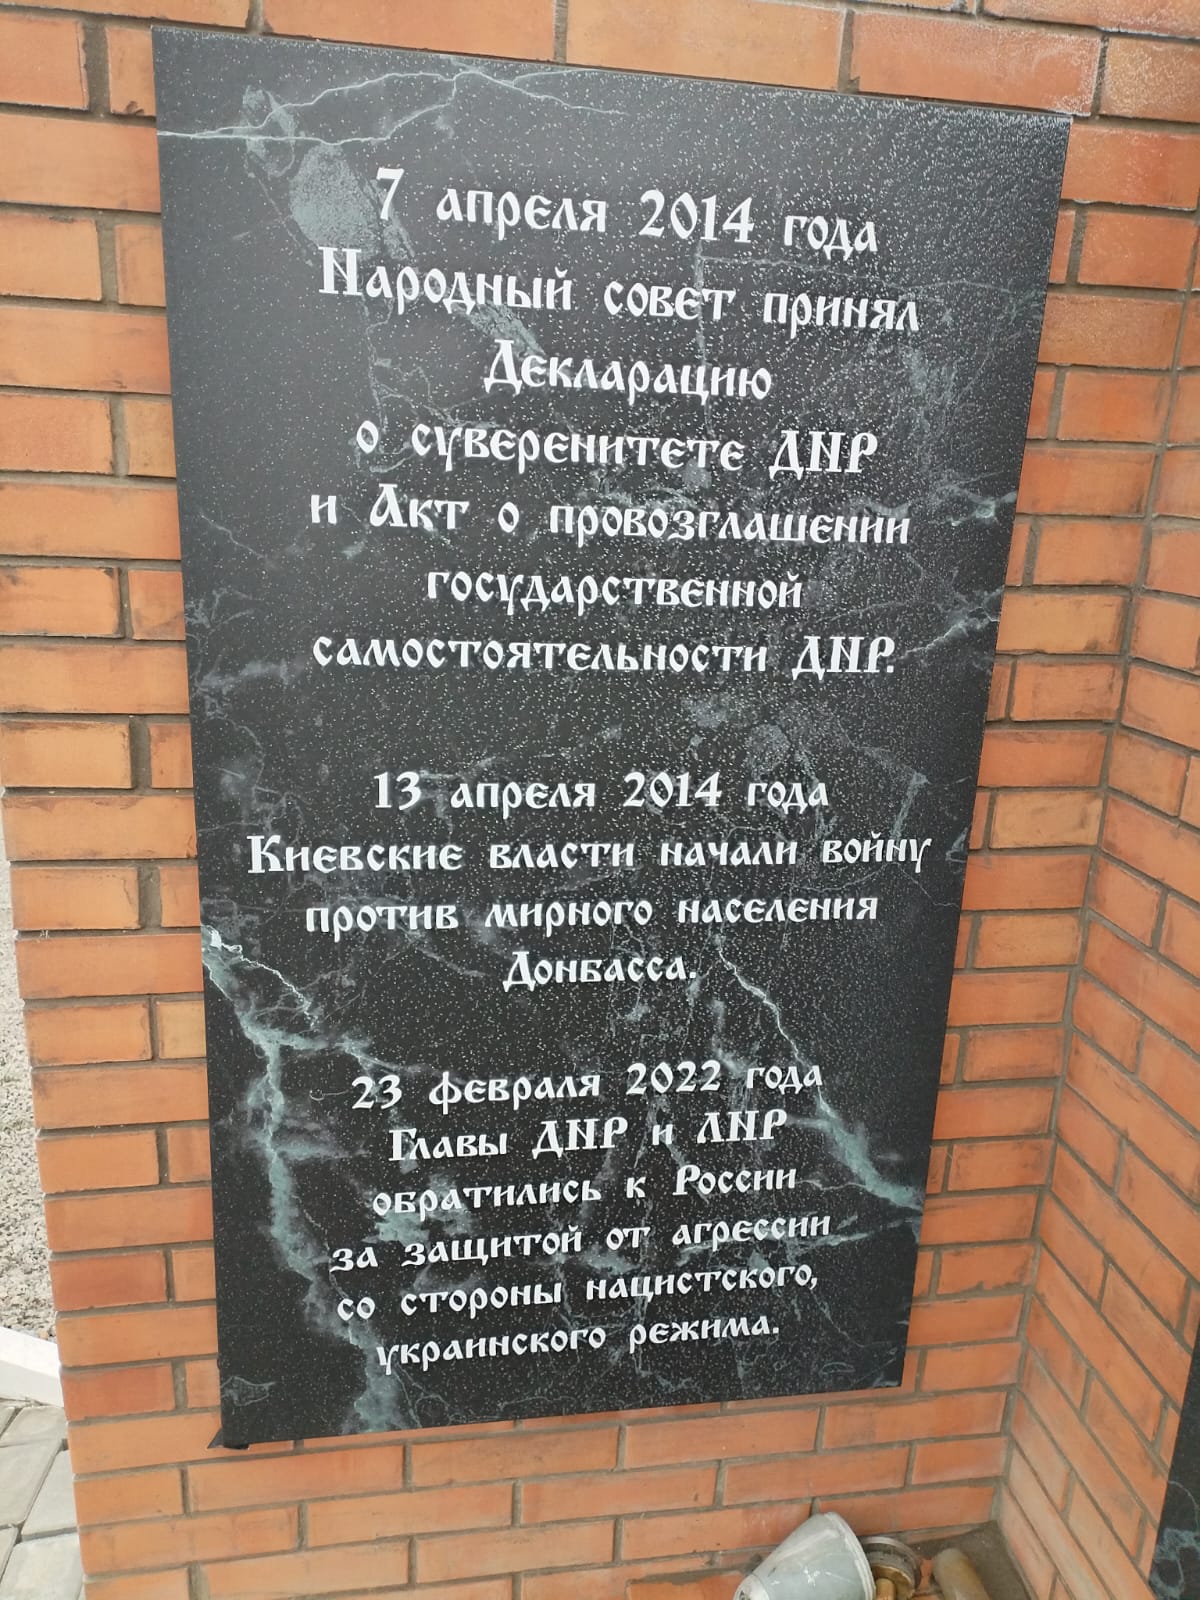 7 апреля 2014 года
Народный совет принял
Декларацию
о суверенитете ДНР
и Акт о провозглашении
государственной
самостоятельности ДНР.
13 апреля 2014 года
Киевские власти начали войну
против мирного населения
Донбасса.
23 февраля 2022 года
Главы ДНР и ЛНР
обратились к России
за защитой от агрессии
со стороны нацистского,
украинского режима.